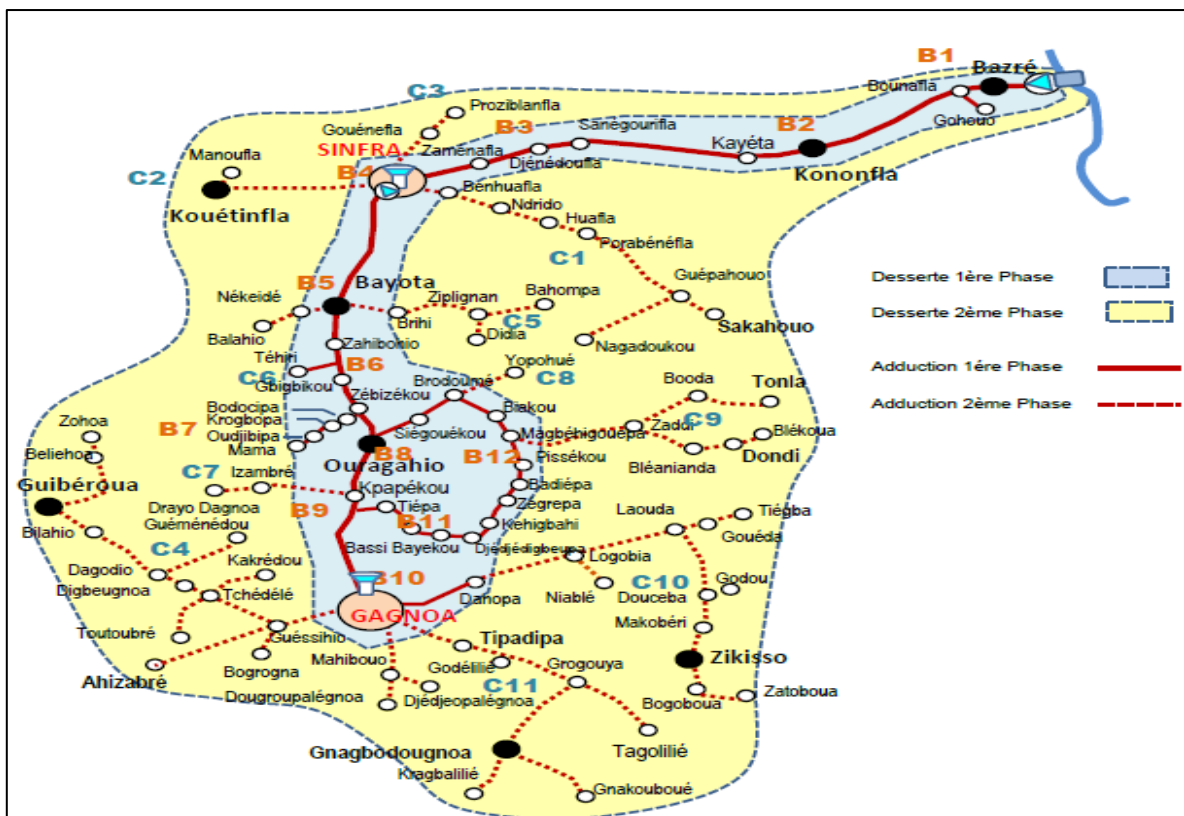 B1
Bazré
Bounafla
Gohouo
C3
Proziblanfla
Gouénefla
B3
Sanégourifla
SINFRA
Zaménafla
Djénédoufla
Kayéta
B2
Kononfla
Manoufla
C2
B4
Kouétinfla
Bénhuafla
Ndrido
Huafla
Porabénéfla
C1
Guépahouo
Sakahouo
Nagadoukou
Desserte 1ère Phase
Desserte 2ème Phase
Adduction 1ére Phase
Adduction 2ème Phase
B5
Bayota
Nékeidé
Balahio
Ziplignan
Bahompa
Brihi
C5
Didia
Zahibohio
Téhiri
C6
B6
Gbigbikou
Yopohué
Brodoumé
C8
Zébizékou
Bodocipa
Krogbopa
Oudjibipa
Mama
B7
Siégouékou
Biakou
Booda
Tonla
Zaddi
C9
Blékoua
Magbéhigouépa
Bléanianda
Dondi
Zohoa
Beliehoa
B8
Ouragahio
B12
Pissékou
C7
Izambré
Kpapékou
Badiépa
Guibéroua
Drayo Dagnoa
B9
Tiépa
Zégrepa
B11
Kehigbahi
Guéménédou
Bilahio
Bassi Bayekou
Djédjédigbeupa
Laouda
Tiégba
Gouéda
C4
Logobia
Dagodio
Kakrédou
B10
Digbeugnoa
Tchédélé
Danopa
Niablé
C10
Godou
Douceba
GAGNOA
Makobéri
Toutoubré
Guéssihio
Tipadipa
Mahibouo
Godélilié
Grogouya
Zikisso
Ahizabré
Bogrogna
C11
Dougroupalégnoa
Djédjeopalégnoa
Bogoboua
Zatoboua
Gnagbodougnoa
Tagolilié
Kragbalilié
Gnakouboué